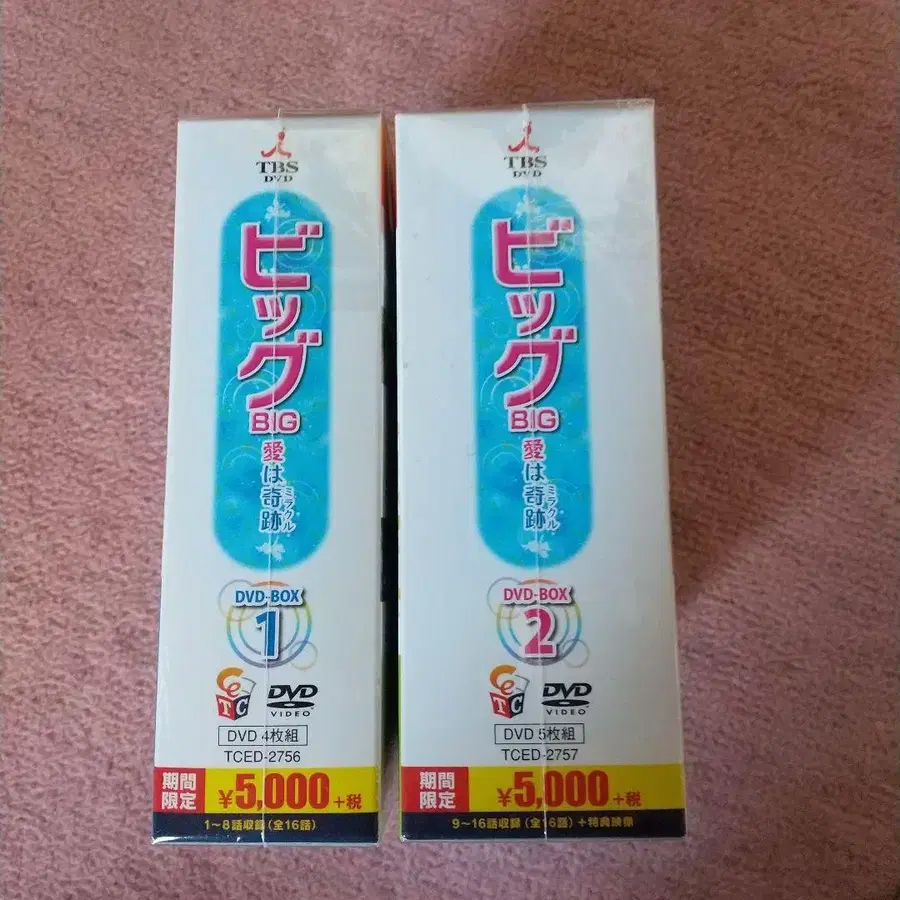 TBS
DVD
ビッグ
BIG
愛は奇跡
ミラクル
DVD-BOX
1
CeTC
DVD
VIDEO
DVD 4枚組
TCED-2756
期間
限定
¥5,000+税
1〜8話収録(全16話)
TBS
DVD
ビッグ
BIG
愛は奇跡
ミラクル
DVD-BOX
2
CeTC
DVD
VIDEO
DVD 5枚組
TCED-2757
期間
限定
¥5,000+税
9〜16話収録(全16話)+特典映像